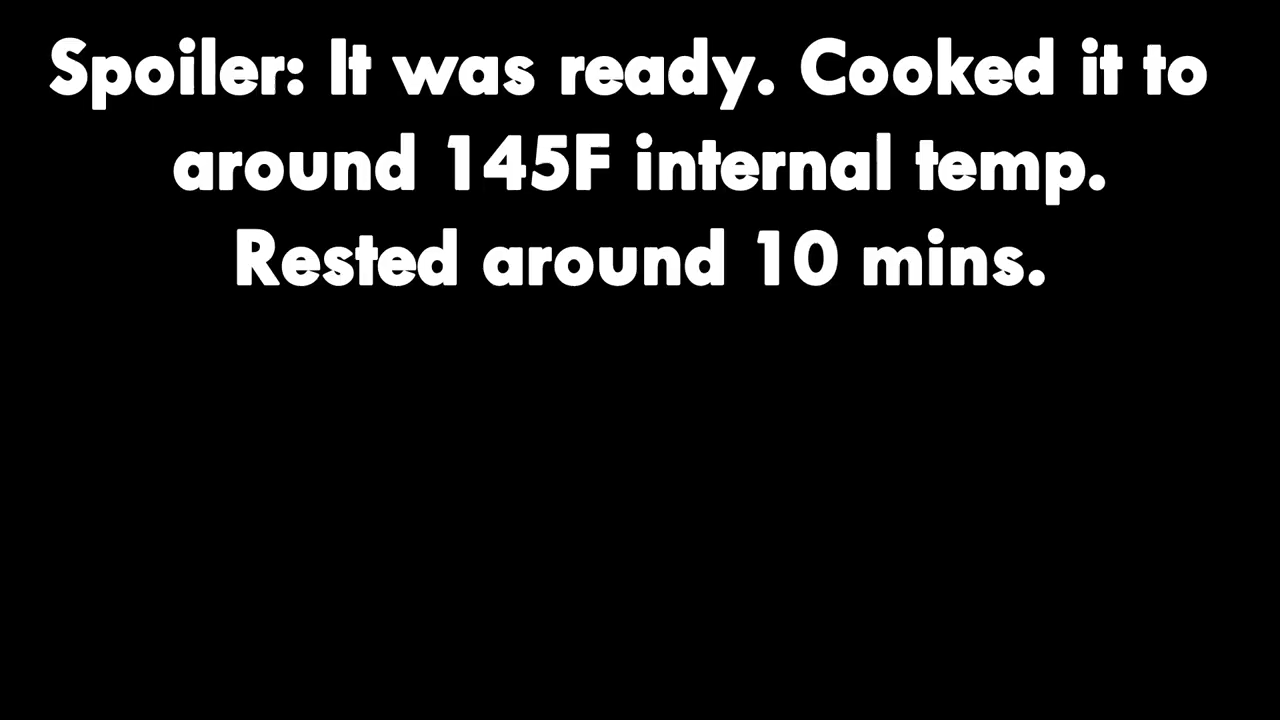 Spoiler: It was ready. Cooked it to
around 145F internal temp.
Rested around 10 mins.